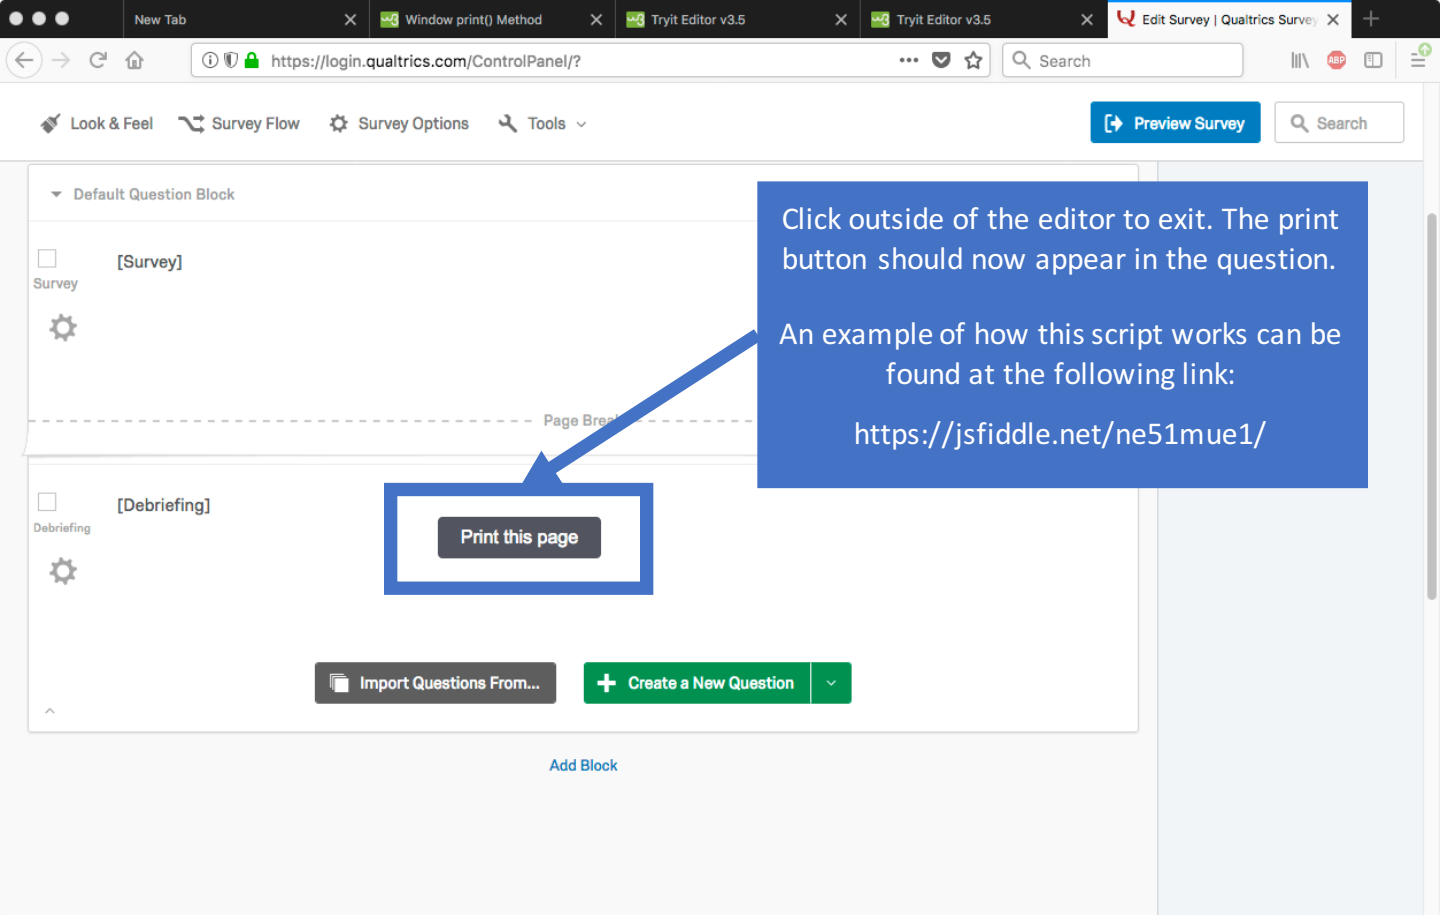 New Tab
Window print() Method
Tryit Editor v3.5
Tryit Editor v3.5
Edit Survey | Qualtrics Survey
https://login.qualtrics.com/ControlPanel/?
Search
ABP
Look & Feel
Survey Flow
Survey Options
Tools
Preview Survey
Search
Default Question Block
Click outside of the editor to exit. The print
button should now appear in the question.
An example of how this script works can be
found at the following link:
https://jsfiddle.net/ne51mue1/
[Survey]
Survey
Page Break
[Debriefing]
Debriefing
Print this page
Import Questions From...
Create a New Question
Add Block